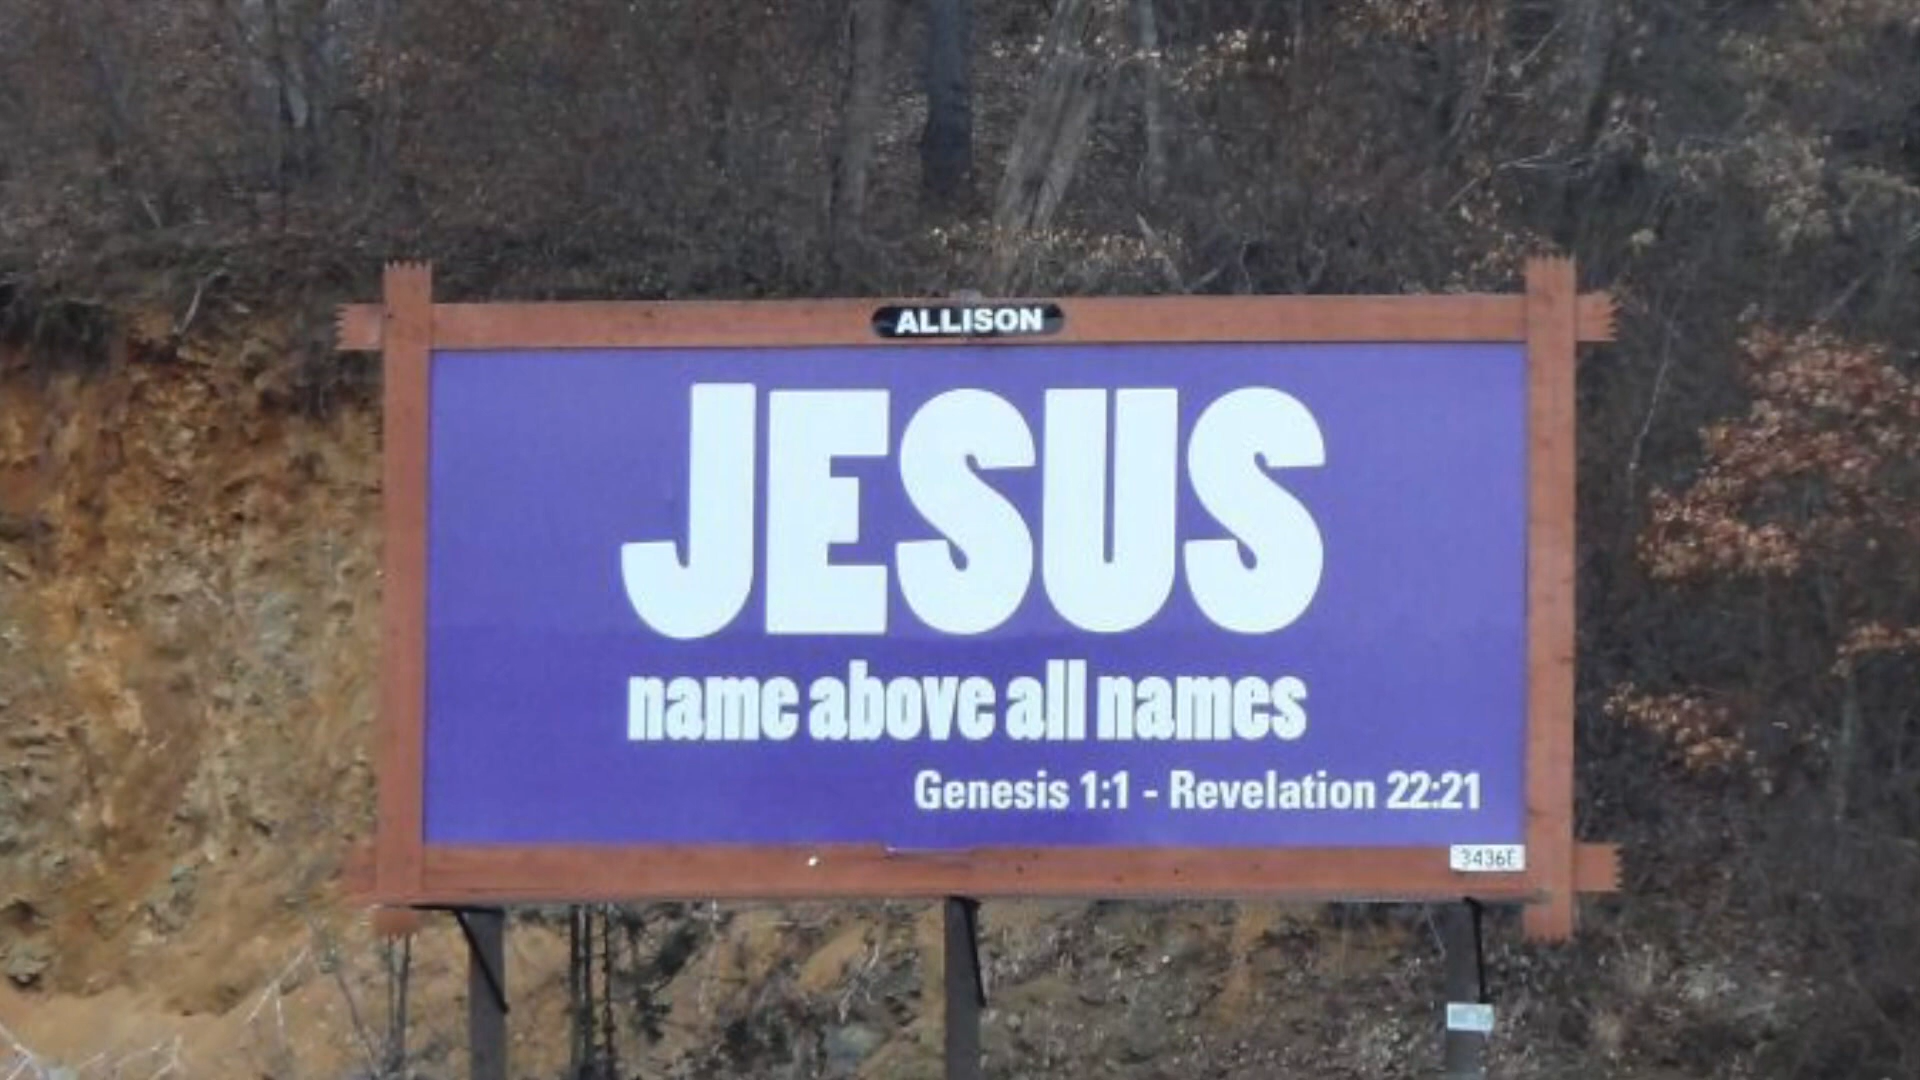 ALLISON
JESUS
name above all names
Genesis 1:1 - Revelation 22:21
3436E